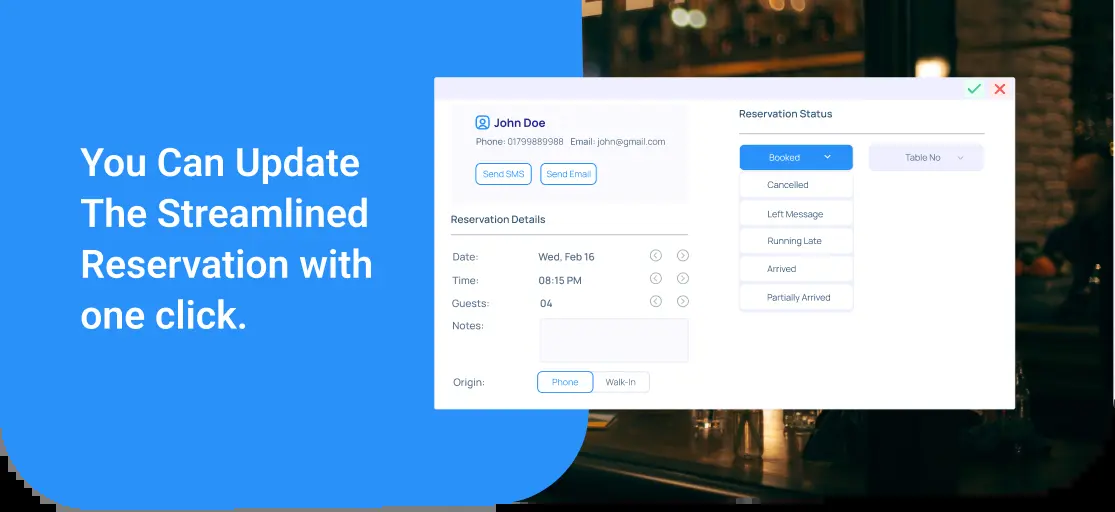 You Can Update
The Streamlined
Reservation with
one click.
John Doe
Phone: 01799889988 Email: john@gmail.com
Send SMS Send Email
Reservation Details
Date: Wed, Feb 16
Time: 08:15 PM
Guests: 04
Notes:
Origin: Phone Walk-In
Reservation Status
Booked Table No
Cancelled
Left Message
Running Late
Arrived
Partially Arrived